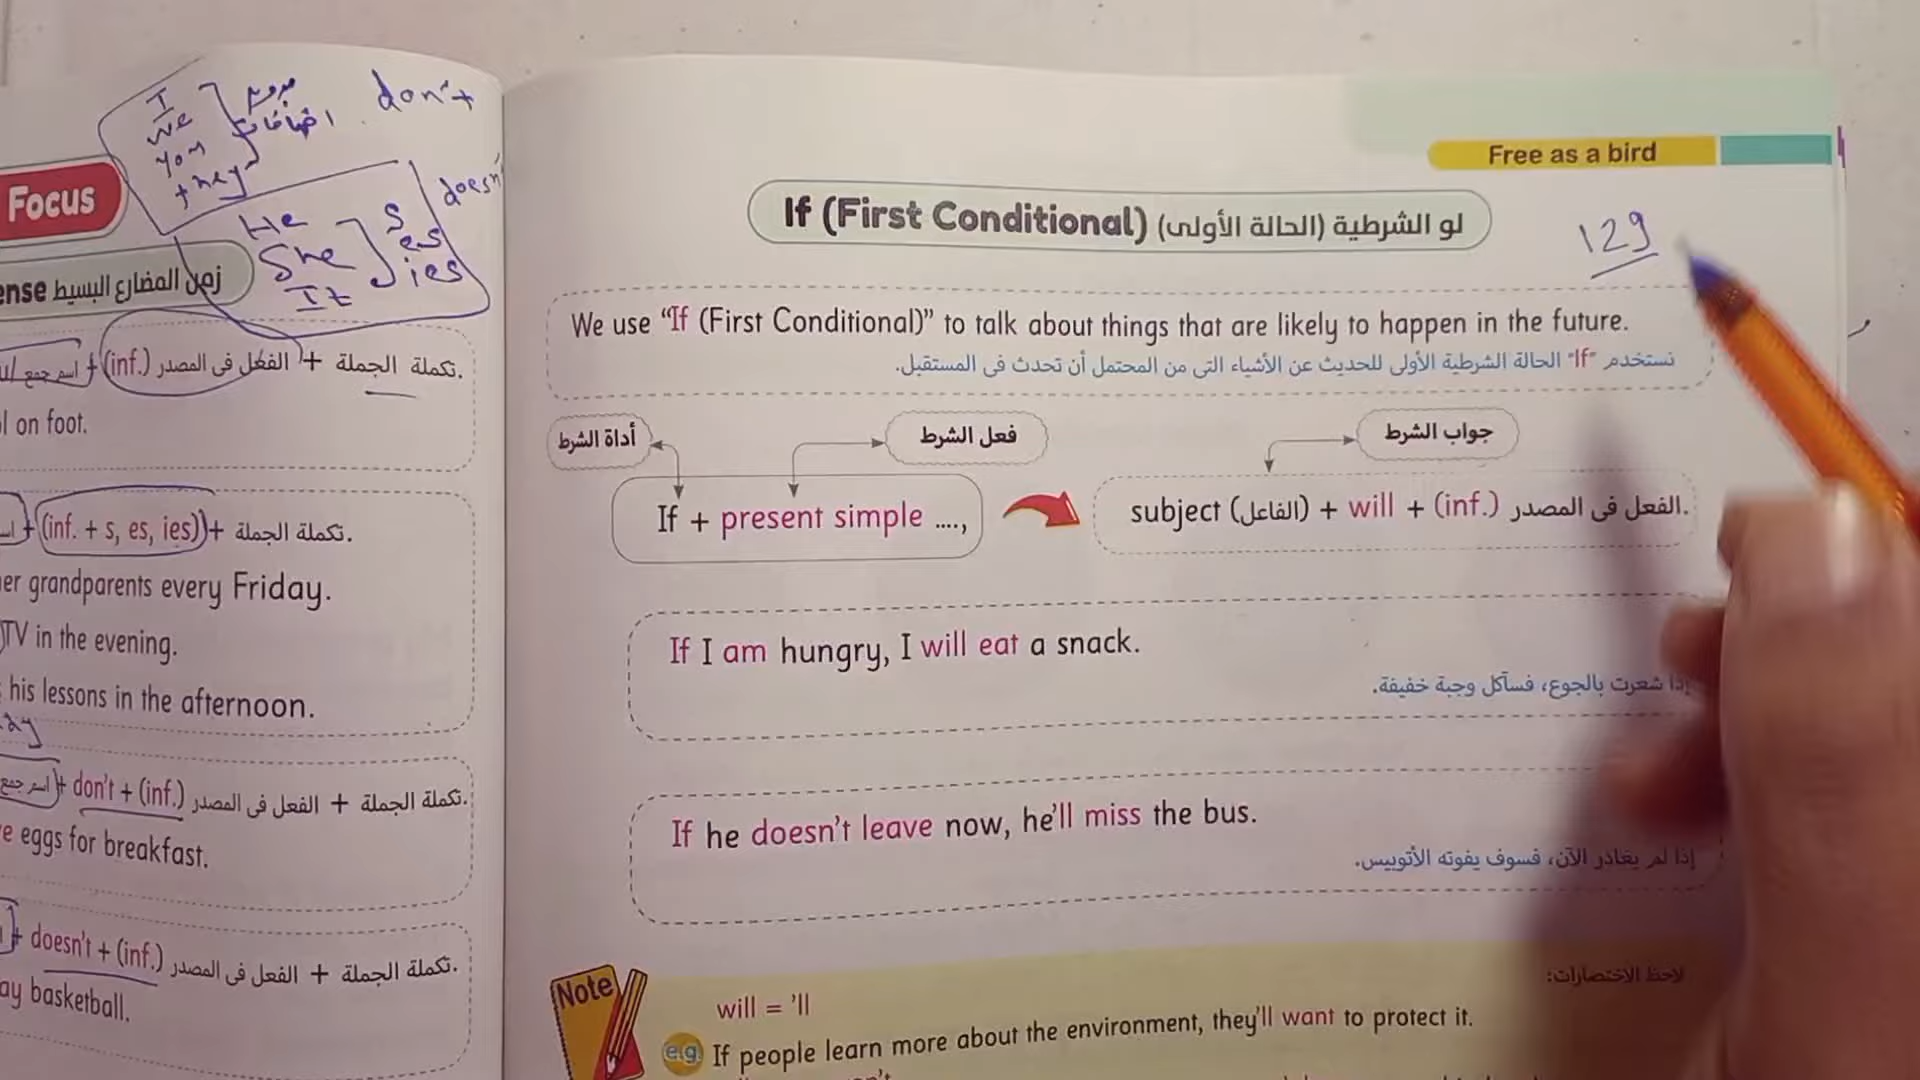 I
we
you
they
don't
He
She
It
s
es
ies
Focus
زمن المضارع البسيط
(inf.) الفعل فى المصدر + تكملة الجملة.
on foot.
+ (inf. + s, es, ies) + تكملة الجملة.
er grandparents every Friday.
TV in the evening.
his lessons in the afternoon.
اسم جمع + don't + (inf.) الفعل فى المصدر + تكملة الجملة.
eggs for breakfast.
+ doesn't + (inf.) الفعل فى المصدر + تكملة الجملة.
ay basketball.
Free as a bird
If (First Conditional) لو الشرطية (الحالة الأولى)
129
We use “If (First Conditional)” to talk about things that are likely to happen in the future.
نستخدم "If" الحالة الشرطية الأولى للحديث عن الأشياء التى من المحتمل أن تحدث فى المستقبل.
أداة الشرط
فعل الشرط
جواب الشرط
If + present simple ....,
subject (الفاعل) + will + (inf.) الفعل فى المصدر.
If I am hungry, I will eat a snack.
إذا شعرت بالجوع، فسآكل وجبة خفيفة.
If he doesn't leave now, he'll miss the bus.
إذا لم يغادر الآن، فسوف يفوته الأتوبيس.
Note
لاحظ الاختصارات:
will = 'll
e.g. If people learn more about the environment, they'll want to protect it.